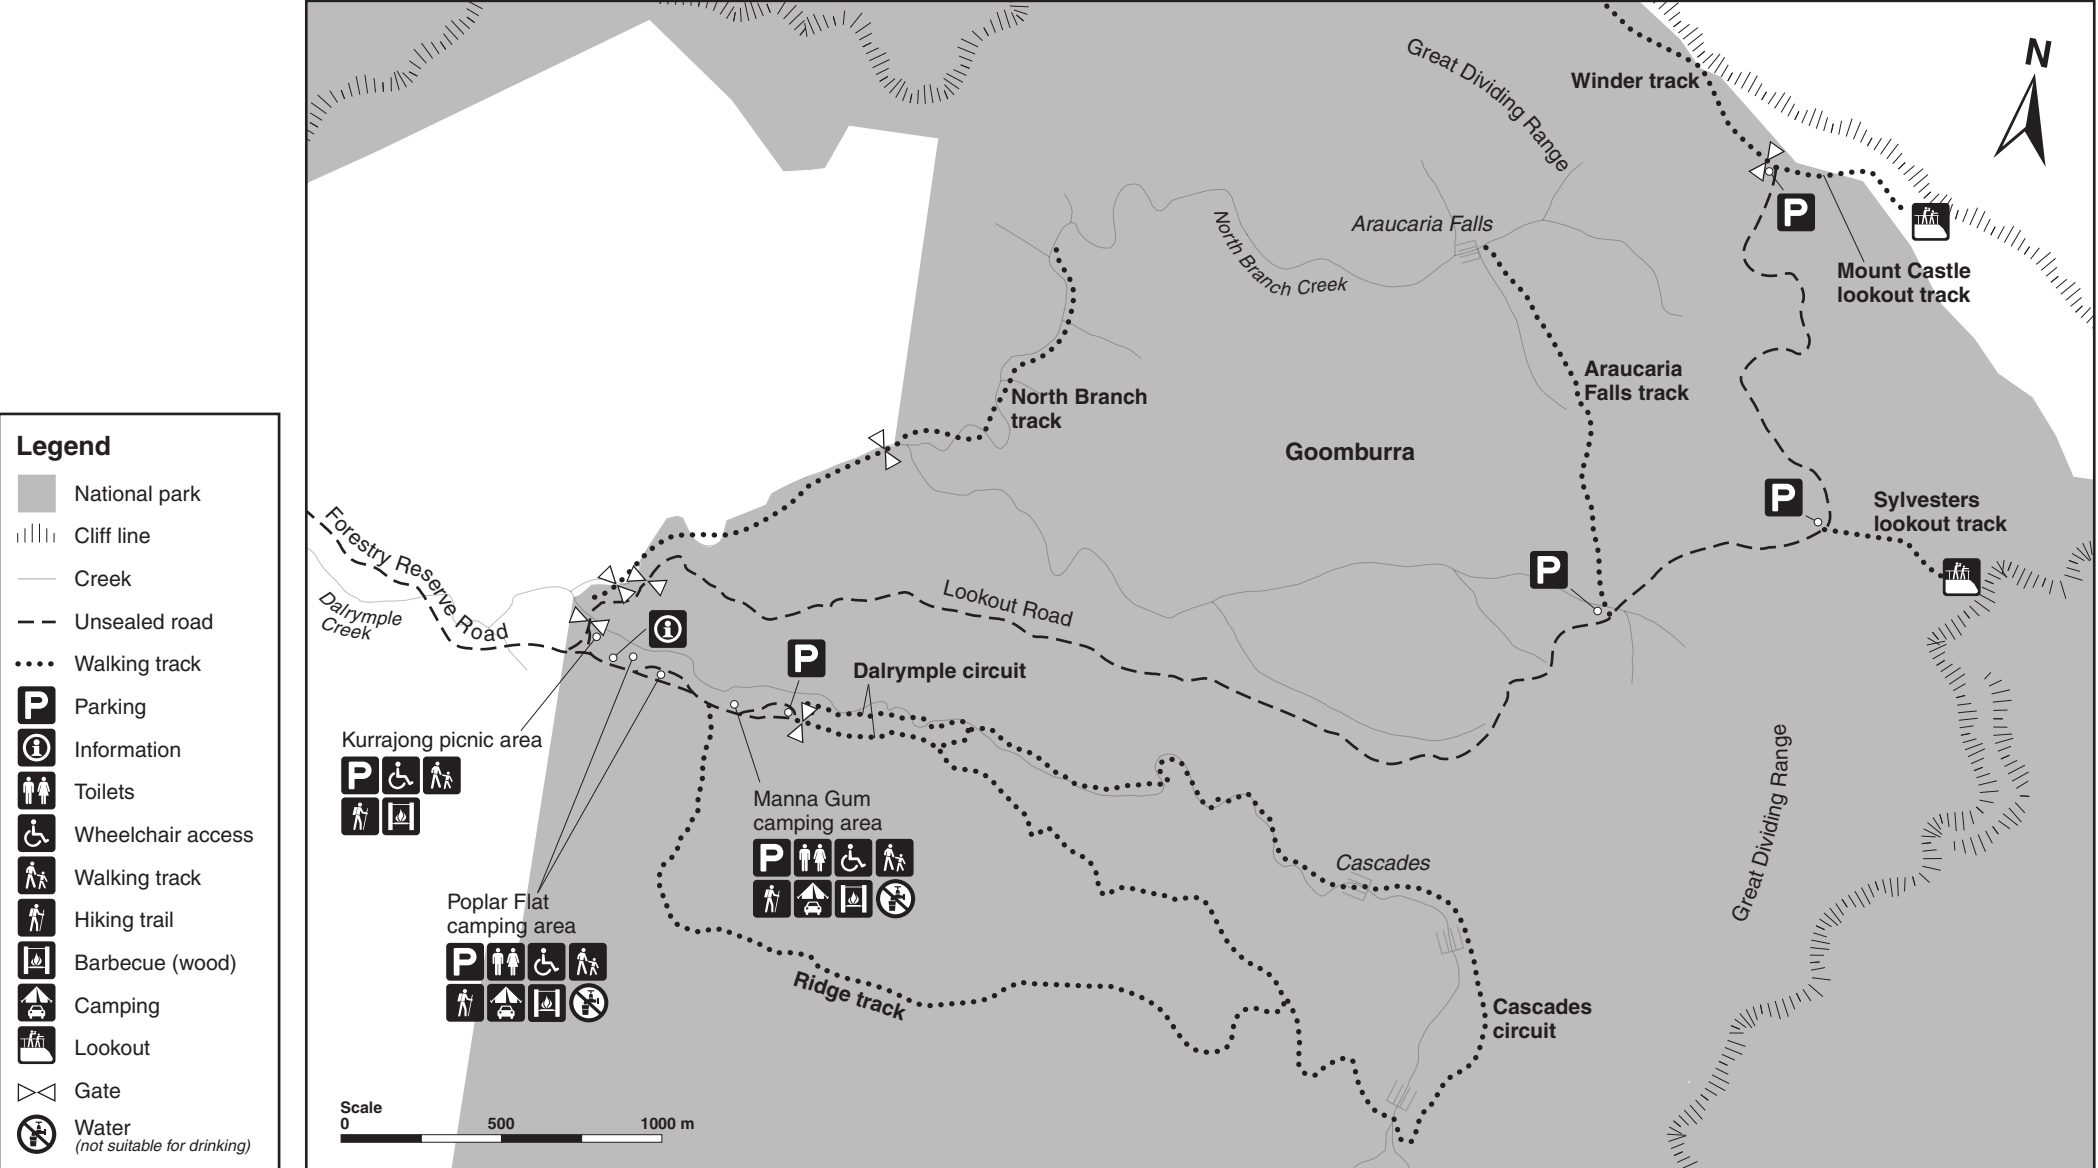 Legend
National park
Cliff line
Creek
Unsealed road
Walking track
P Parking
i Information
Toilets
Wheelchair access
Walking track
Hiking trail
Barbecue (wood)
Camping
Lookout
Gate
Water
(not suitable for drinking)
N
Great Dividing Range
Winder track
P
Mount Castle
lookout track
Araucaria Falls
North Branch Creek
Araucaria
Falls track
North Branch
track
Goomburra
P
Sylvesters
lookout track
P
Forestry Reserve Road
Dalrymple
Creek
Lookout Road
i
P
Dalrymple circuit
Kurrajong picnic area
P
Manna Gum
camping area
P
Poplar Flat
camping area
P
Cascades
Great Dividing Range
Ridge track
Cascades
circuit
Scale
0 500 1000 m